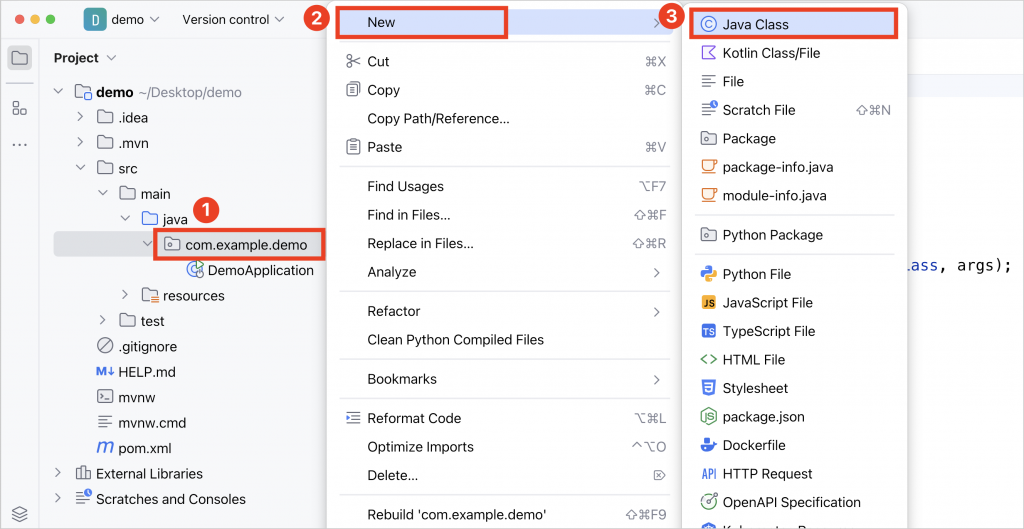 D demo Version control
Project
demo ~/Desktop/demo
.idea
.mvn
src
main
1
java
com.example.demo
DemoApplication
resources
test
.gitignore
M↓ HELP.md
mvnw
mvnw.cmd
m pom.xml
External Libraries
Scratches and Consoles
2
New
Cut ⌘X
Copy ⌘C
Copy Path/Reference...
Paste ⌘V
Find Usages ⌥F7
Find in Files... ⇧⌘F
Replace in Files... ⇧⌘R
Analyze
Refactor
Clean Python Compiled Files
Bookmarks
Reformat Code ⌥⌘L
Optimize Imports ⌃⌥O
Delete... ⌦
Rebuild 'com.example.demo' ⇧⌘F9
3
C Java Class
Kotlin Class/File
File
Scratch File ⇧⌘N
Package
package-info.java
module-info.java
Python Package
Python File
JS JavaScript File
TS TypeScript File
<> HTML File
Stylesheet
package.json
Dockerfile
API HTTP Request
OpenAPI Specification
lass, args);